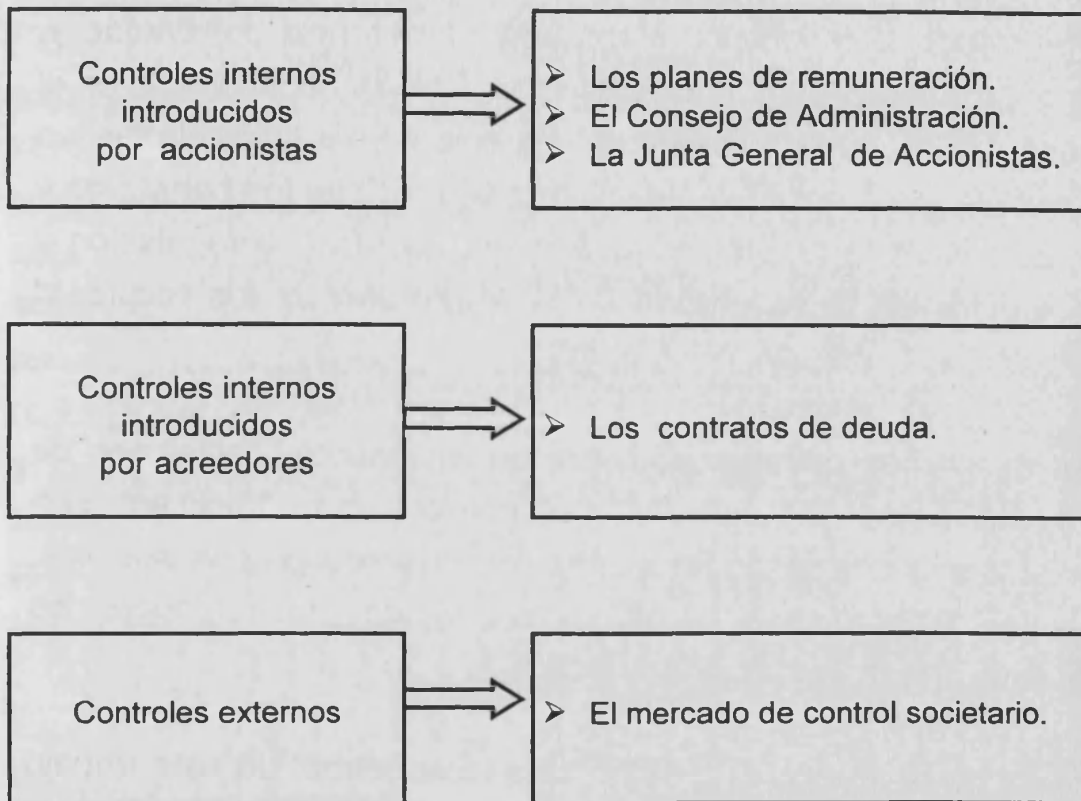 Controles internos
introducidos
por accionistas
➢ Los planes de remuneración.
➢ El Consejo de Administración.
➢ La Junta General de Accionistas.
Controles internos
introducidos
por acreedores
➢ Los contratos de deuda.
Controles externos
➢ El mercado de control societario.